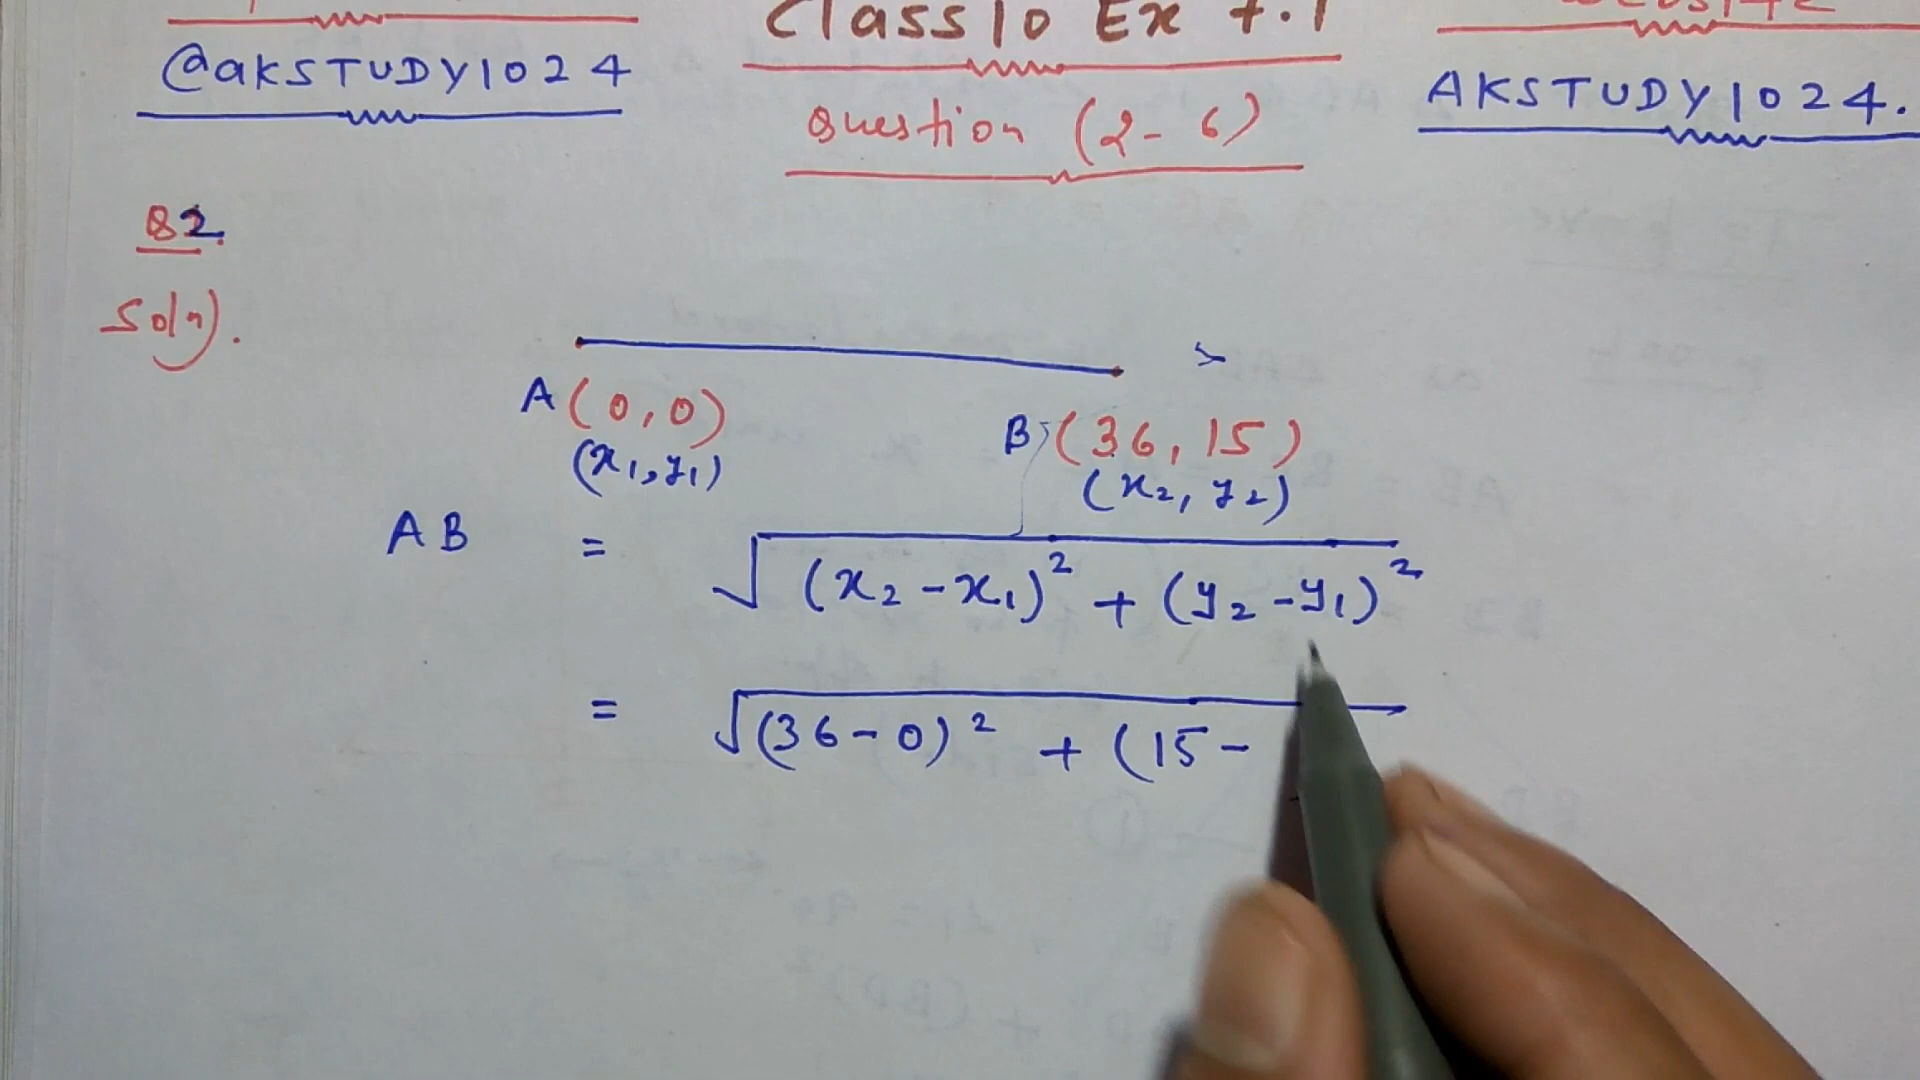 @AKSTUDY1024
Class 10 Ex 7.1
AKSTUDY1024.
Question (2-6)
Q2.
Soln).
A(0,0)
B(36,15)
(x₁,y₁)
(x₂, y₂)
AB = √(x₂-x₁)² + (y₂-y₁)²
= √(36-0)² + (15-